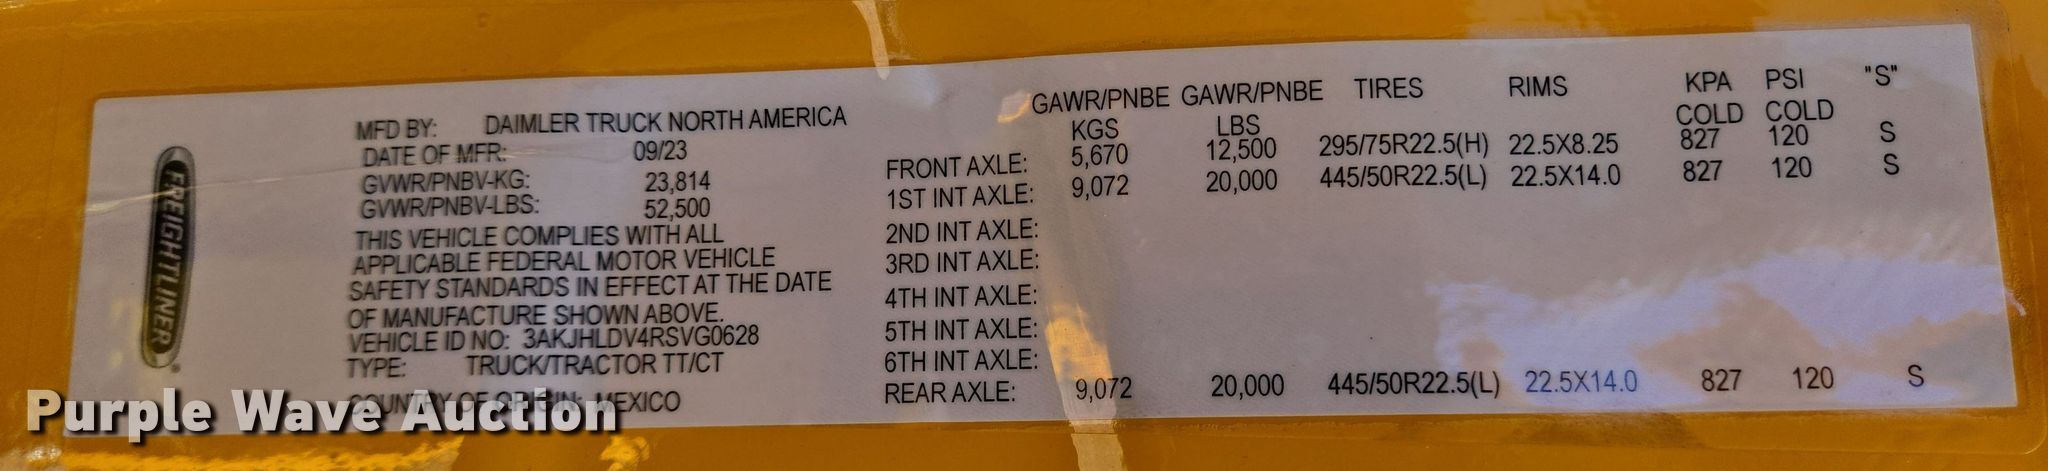 FREIGHTLINER®
MFD BY: DAIMLER TRUCK NORTH AMERICA
DATE OF MFR: 09/23
GVWR/PNBV-KG: 23,814
GVWR/PNBV-LBS: 52,500
THIS VEHICLE COMPLIES WITH ALL
APPLICABLE FEDERAL MOTOR VEHICLE
SAFETY STANDARDS IN EFFECT AT THE DATE
OF MANUFACTURE SHOWN ABOVE.
VEHICLE ID NO: 3AKJHLDV4RSVG0628
TYPE: TRUCK/TRACTOR TT/CT
COUNTRY OF ORIGIN: MEXICO
GAWR/PNBE GAWR/PNBE TIRES RIMS KPA PSI "S"
KGS LBS COLD COLD
FRONT AXLE: 5,670 12,500 295/75R22.5(H) 22.5X8.25 827 120 S
1ST INT AXLE: 9,072 20,000 445/50R22.5(L) 22.5X14.0 827 120 S
2ND INT AXLE:
3RD INT AXLE:
4TH INT AXLE:
5TH INT AXLE:
6TH INT AXLE:
REAR AXLE: 9,072 20,000 445/50R22.5(L) 22.5X14.0 827 120 S
Purple Wave Auction